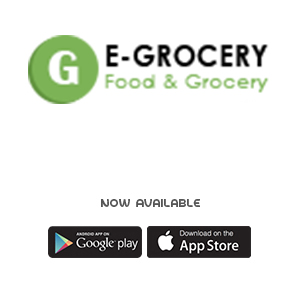 G
E-GROCERY
Food & Grocery
NOW AVAILABLE
ANDROID APP ON
Google play
Download on the
App Store